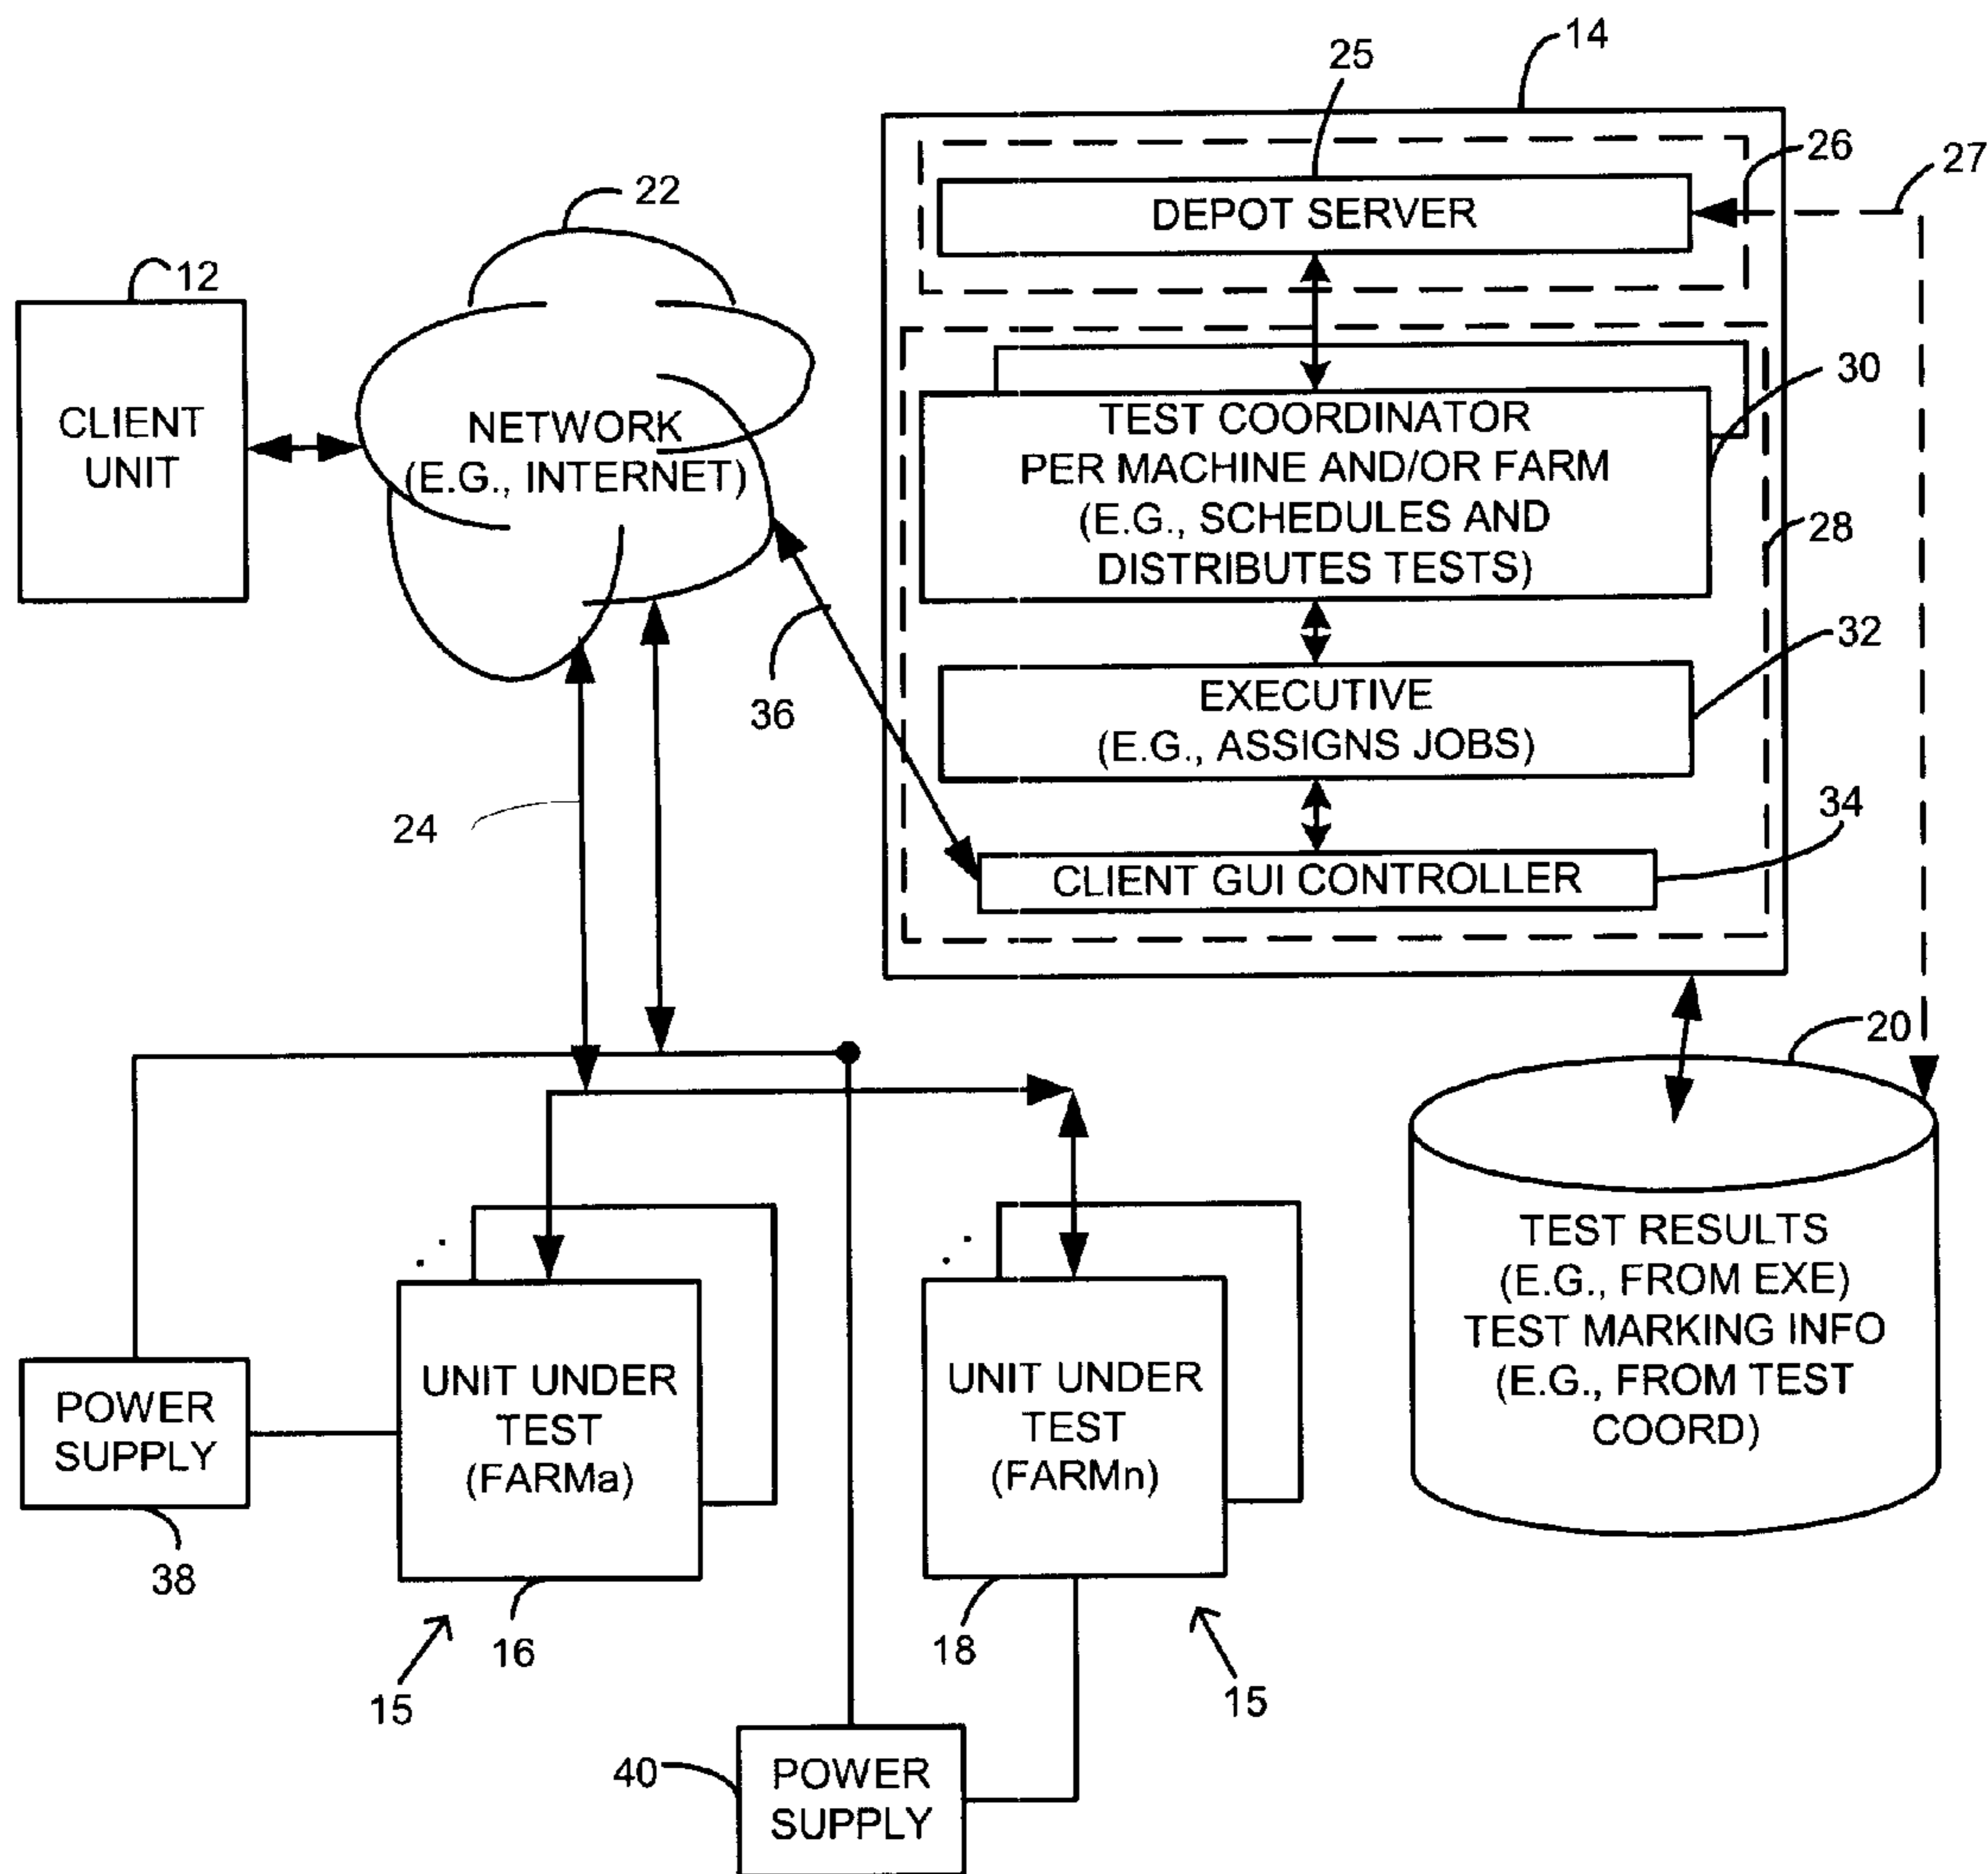 14
25
26
27
DEPOT SERVER
22
12
CLIENT
UNIT
NETWORK
(E.G., INTERNET)
30
TEST COORDINATOR
PER MACHINE AND/OR FARM
(E.G., SCHEDULES AND
DISTRIBUTES TESTS)
28
32
EXECUTIVE
(E.G., ASSIGNS JOBS)
36
24
34
CLIENT GUI CONTROLLER
20
TEST RESULTS
(E.G., FROM EXE)
TEST MARKING INFO
(E.G., FROM TEST
COORD)
POWER
SUPPLY
38
UNIT UNDER
TEST
(FARMa)
16
15
UNIT UNDER
TEST
(FARMn)
18
15
40
POWER
SUPPLY